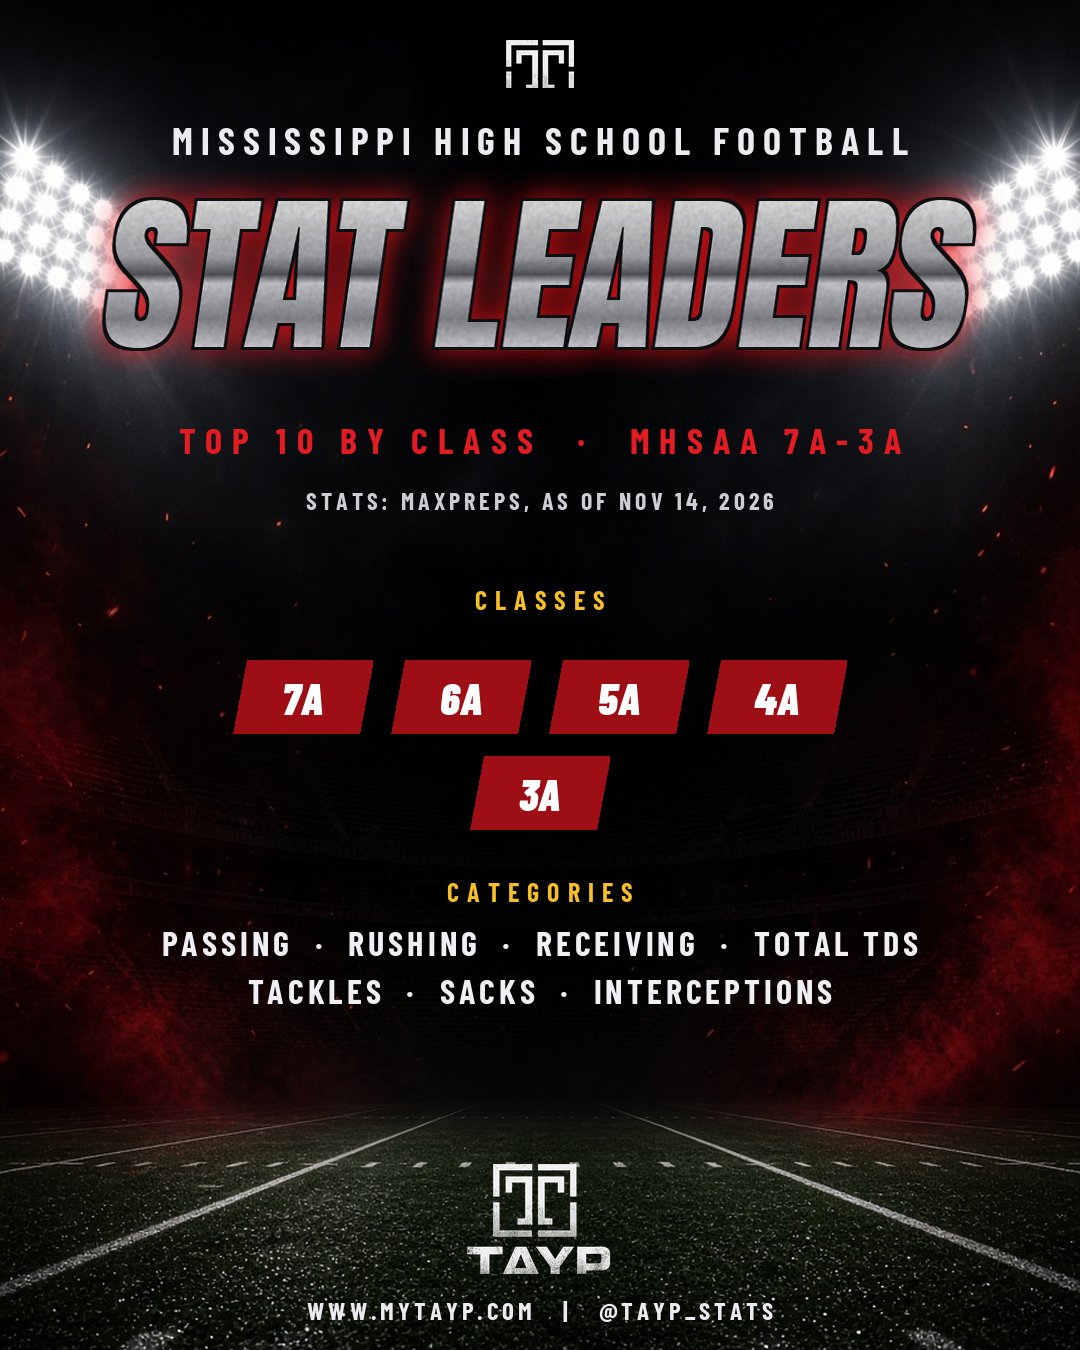 MISSISSIPPI HIGH SCHOOL FOOTBALL
STAT LEADERS
TOP 10 BY CLASS · MHSAA 7A-3A
STATS: MAXPREPS, AS OF NOV 14, 2026
CLASSES
7A 6A 5A 4A
3A
CATEGORIES
PASSING · RUSHING · RECEIVING · TOTAL TDS
TACKLES · SACKS · INTERCEPTIONS
TAYP
WWW.MYTAYP.COM | @TAYP_STATS